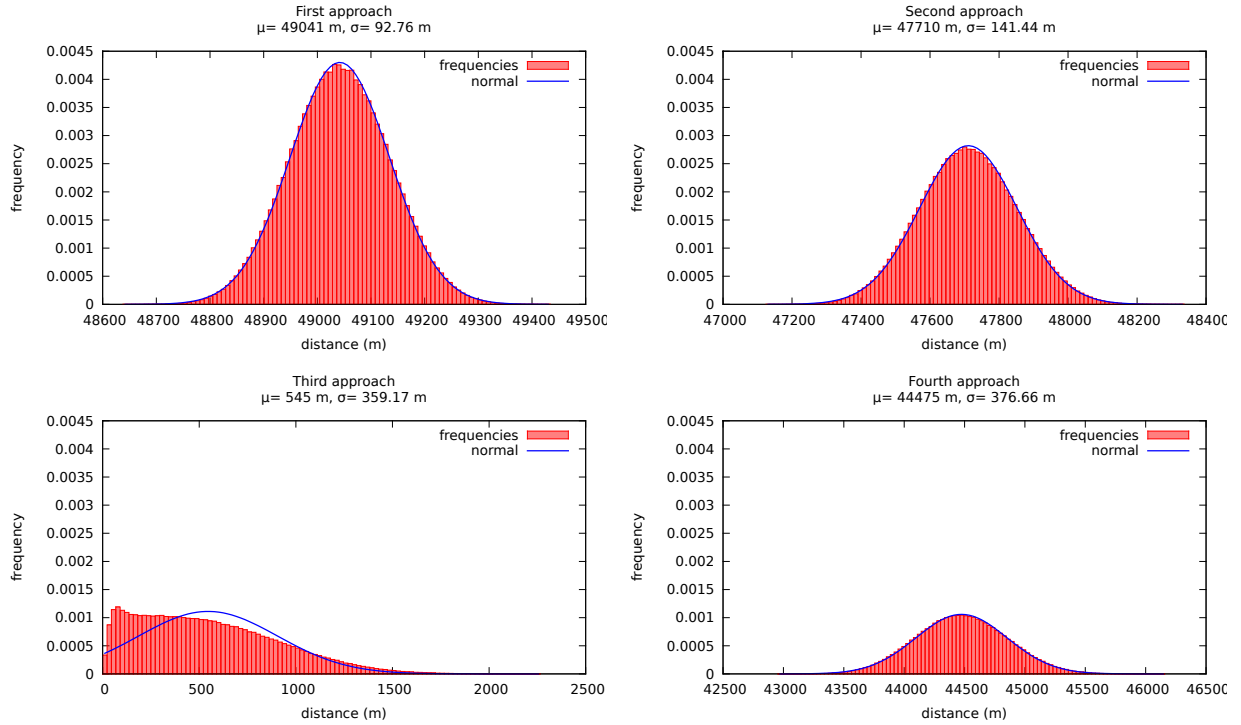 First approach
μ= 49041 m, σ= 92.76 m
0.0045
0.004
0.0035
0.003
0.0025
0.002
0.0015
0.001
0.0005
0
frequency
frequencies
normal
48600 48700 48800 48900 49000 49100 49200 49300 49400 49500
distance (m)
Second approach
μ= 47710 m, σ= 141.44 m
0.0045
0.004
0.0035
0.003
0.0025
0.002
0.0015
0.001
0.0005
0
frequency
frequencies
normal
47000 47200 47400 47600 47800 48000 48200 48400
distance (m)
Third approach
μ= 545 m, σ= 359.17 m
0.0045
0.004
0.0035
0.003
0.0025
0.002
0.0015
0.001
0.0005
0
frequency
frequencies
normal
0 500 1000 1500 2000 2500
distance (m)
Fourth approach
μ= 44475 m, σ= 376.66 m
0.0045
0.004
0.0035
0.003
0.0025
0.002
0.0015
0.001
0.0005
0
frequency
frequencies
normal
42500 43000 43500 44000 44500 45000 45500 46000 46500
distance (m)